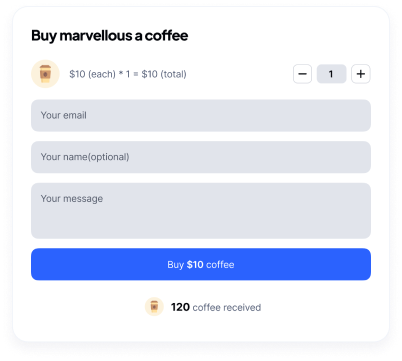 Buy marvellous a coffee
$10 (each) * 1 = $10 (total)
− 1 +
Your email
Your name(optional)
Your message
Buy $10 coffee
120 coffee received